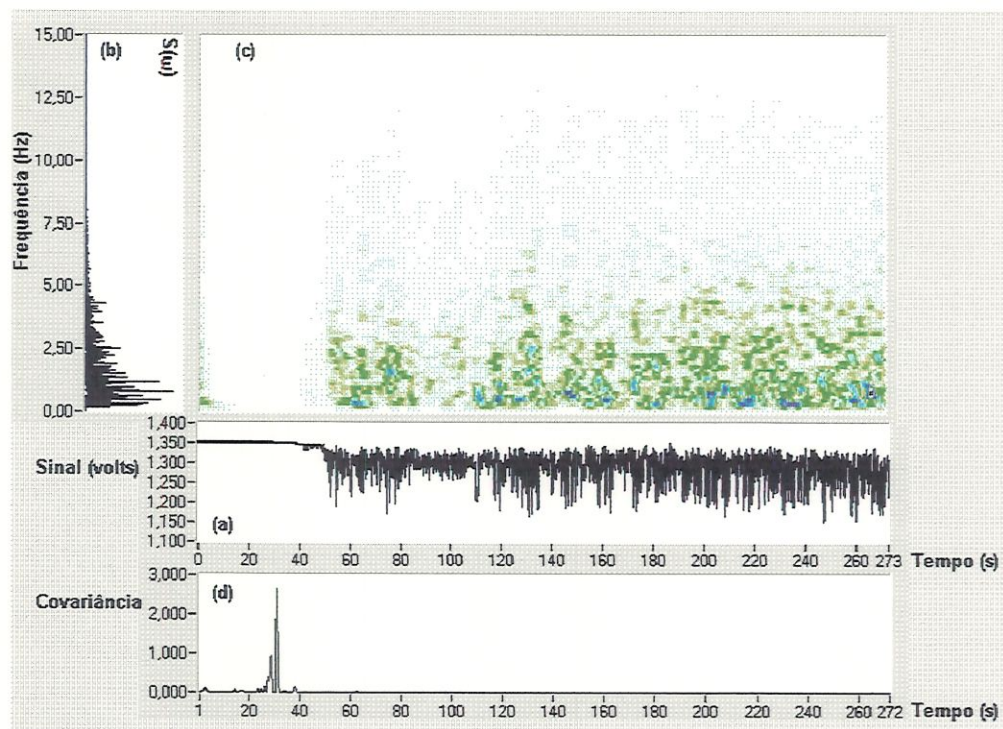 (b)
S(ω)
(c)
Frequência (Hz)
15,00
12,50
10,00
7,50
5,00
2,50
0,00
Sinal (volts)
1,400
1,350
1,300
1,250
1,200
1,150
1,100
(a)
1 20 40 60 80 100 120 140 160 180 200 220 240 260 273 Tempo (s)
Covariância
3,000
2,000
1,000
0,000
(d)
1 20 40 60 80 100 120 140 160 180 200 220 240 260 272 Tempo (s)